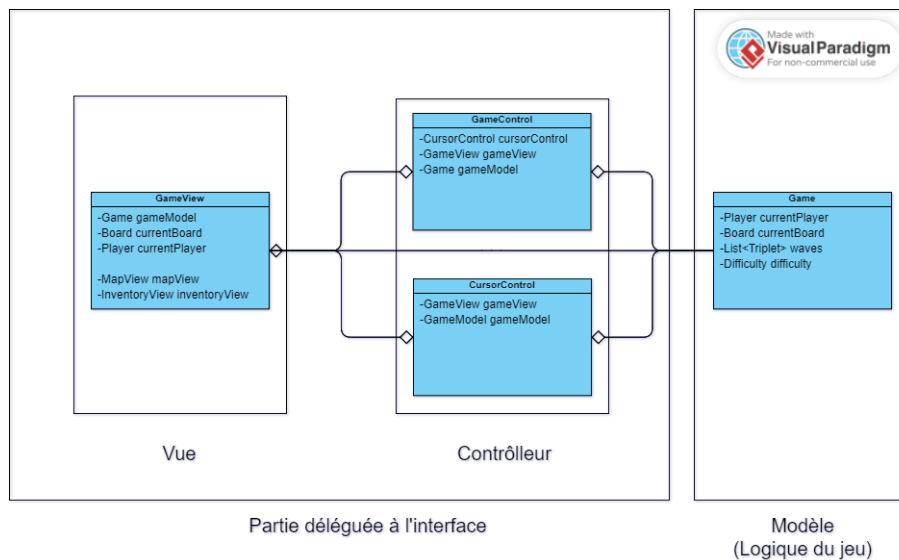 Made with
Visual Paradigm
For non-commercial use
GameView
-Game gameModel
-Board currentBoard
-Player currentPlayer
-MapView mapView
-InventoryView inventoryView
GameControl
-CursorControl cursorControl
-GameView gameView
-Game gameModel
CursorControl
-GameView gameView
-GameModel gameModel
Game
-Player currentPlayer
-Board currentBoard
-List<Triplet> waves
-Difficulty difficulty
Vue
Contrôlleur
Partie déléguée à l'interface
Modèle
(Logique du jeu)